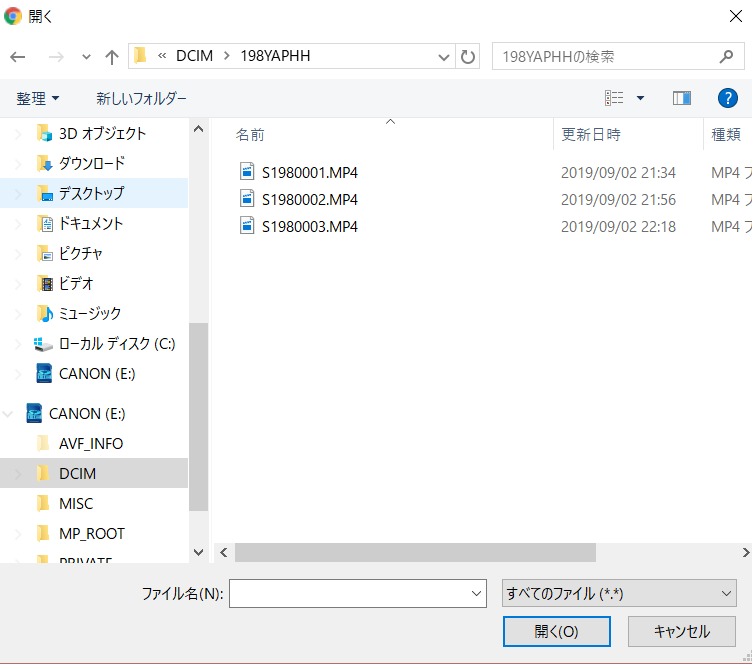 開く
« DCIM › 198YAPHH
198YAPHHの検索
整理
新しいフォルダー
?
3D オブジェクト
ダウンロード
デスクトップ
ドキュメント
ピクチャ
ビデオ
ミュージック
ローカル ディスク (C:)
CANON (E:)
CANON (E:)
AVF_INFO
DCIM
MISC
MP_ROOT
PRIVATE
名前 更新日時 種類
S1980001.MP4 2019/09/02 21:34 MP4 フ
S1980002.MP4 2019/09/02 21:56 MP4 フ
S1980003.MP4 2019/09/02 22:18 MP4 フ
ファイル名(N):
すべてのファイル (*.*)
開く(O)
キャンセル